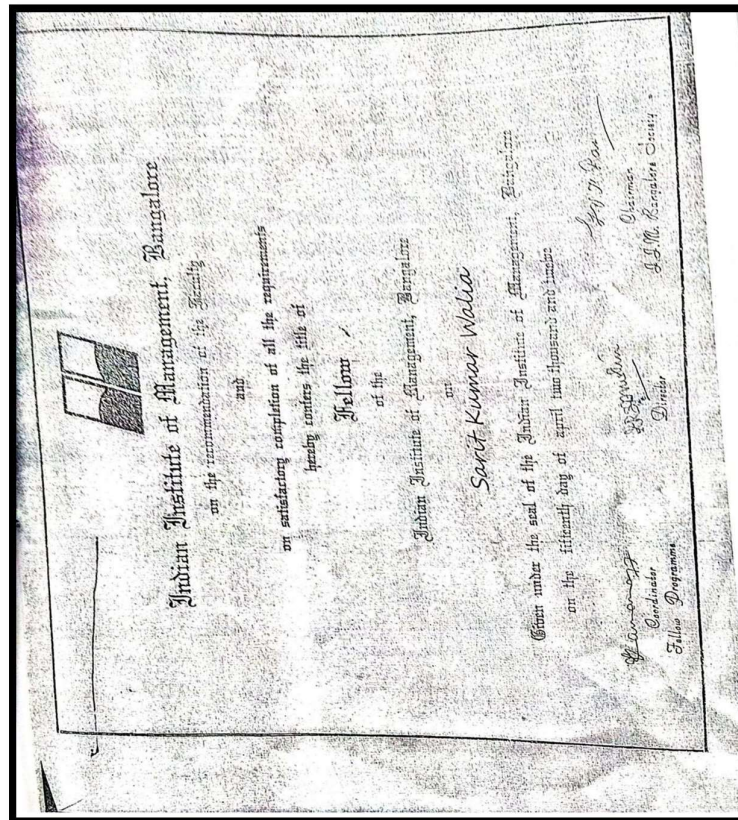 Indian Institute of Management, Bangalore
on the recommendation of the Faculty
and
on satisfactory completion of all the requirements
hereby confers the title of
Fellow
of the
Indian Institute of Management, Bangalore
on
Sarit Kumar Walia
Given under the seal of the Indian Institute of Management, Bangalore
on the fifteenth day of april two thousand and twelve
Coordinator
Fellow Programme
Director
Chairman
I.I.M. Bangalore Society